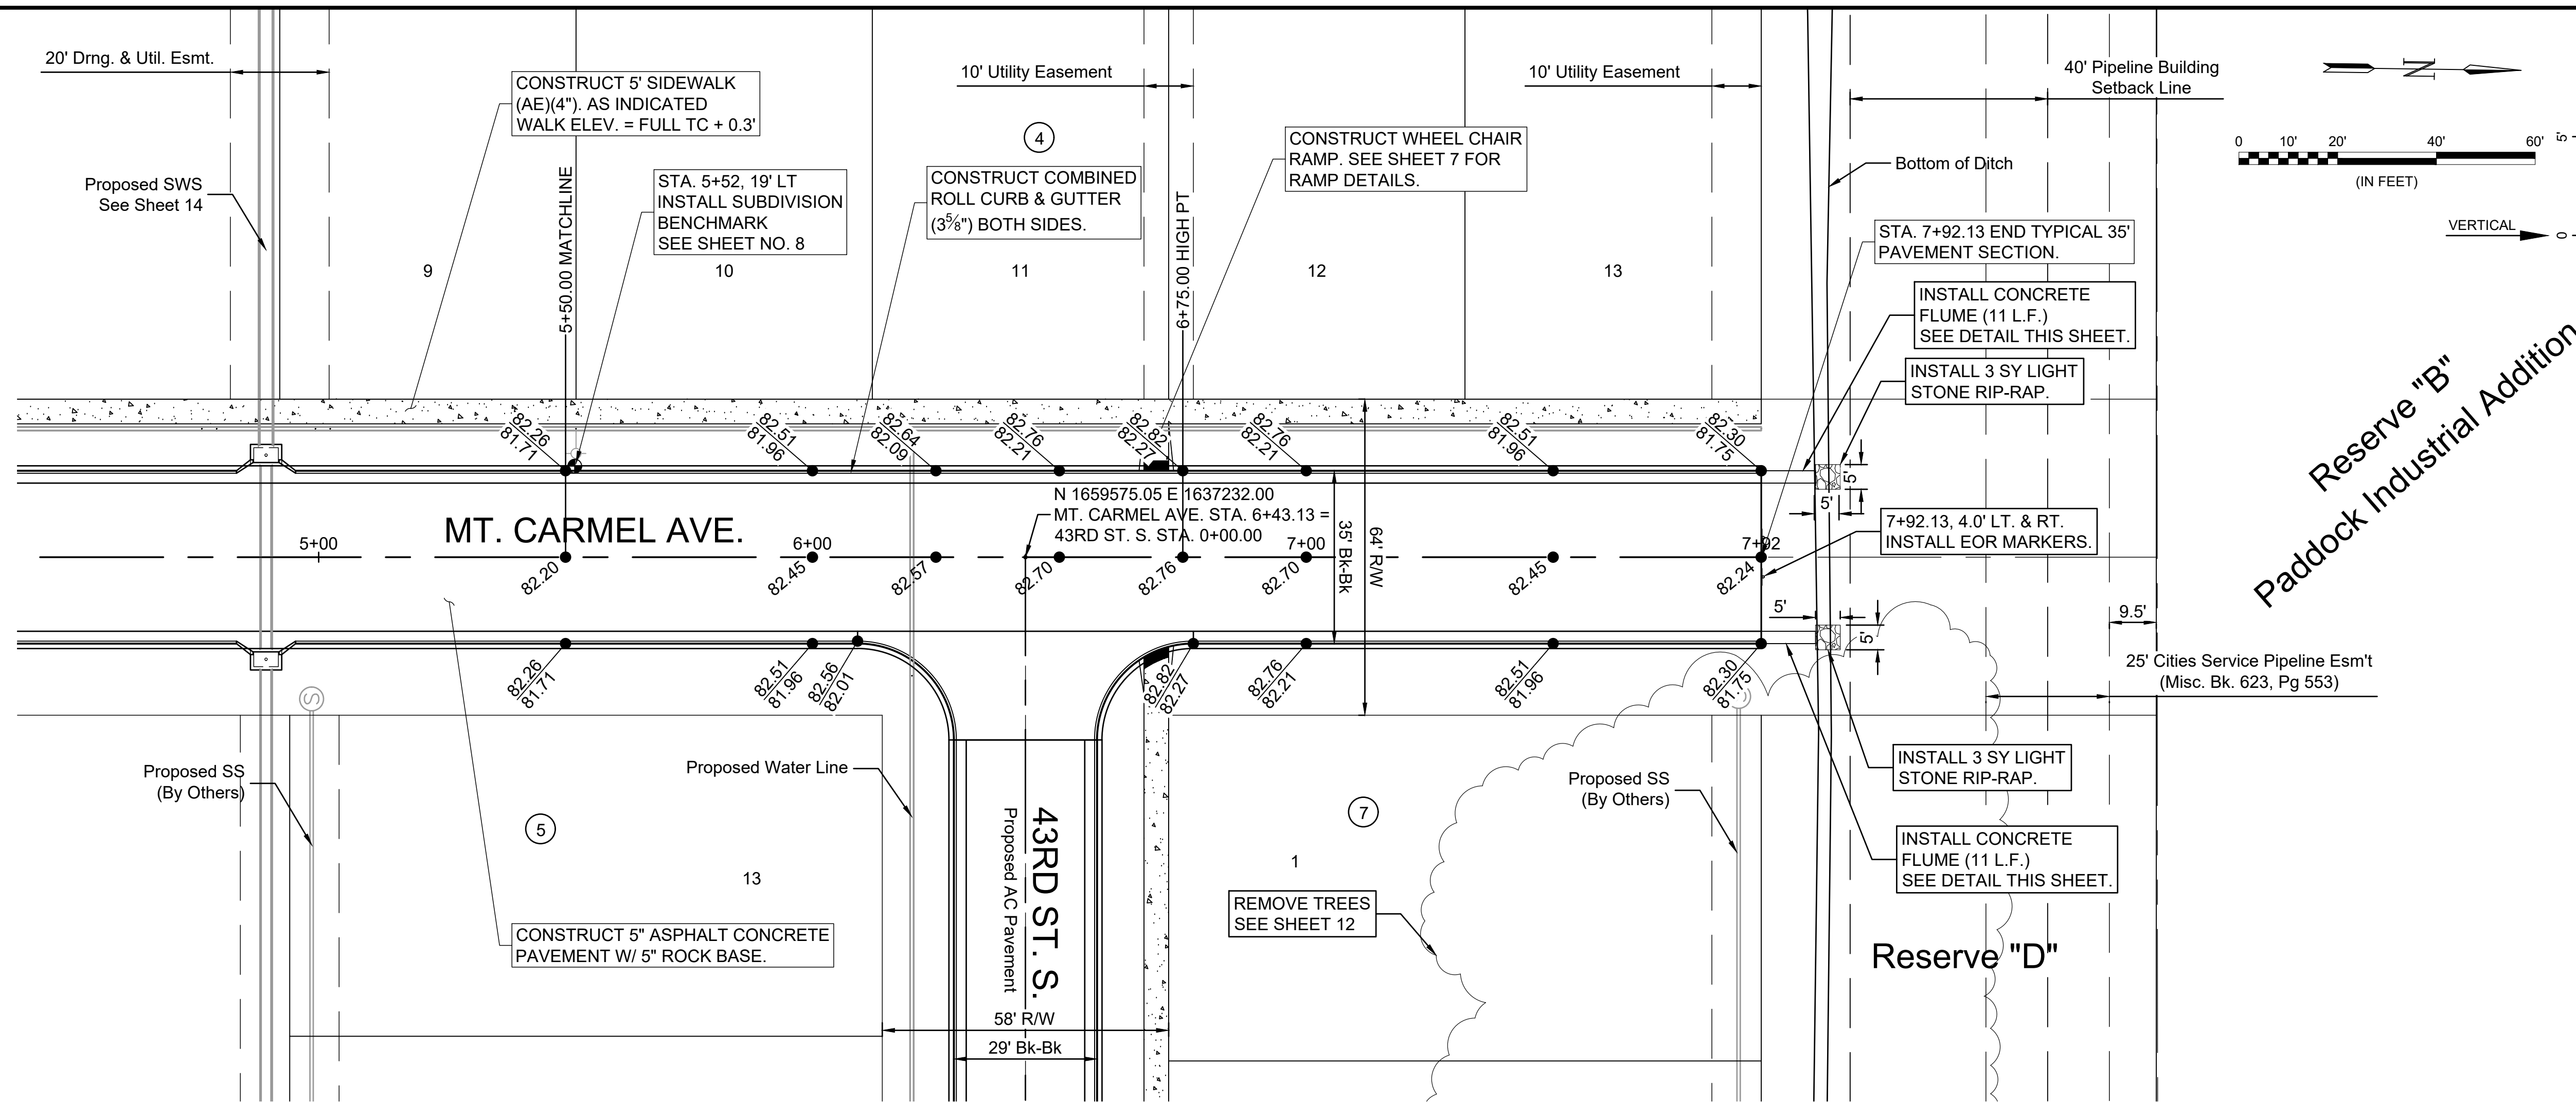 20' Drng. & Util. Esmt.
CONSTRUCT 5' SIDEWALK
(AE)(4"). AS INDICATED
WALK ELEV. = FULL TC + 0.3'
Proposed SWS
See Sheet 14
5+50.00 MATCHLINE
STA. 5+52, 19' LT
INSTALL SUBDIVISION
BENCHMARK
SEE SHEET NO. 8
10' Utility Easement
4
CONSTRUCT COMBINED
ROLL CURB & GUTTER
(3⅝") BOTH SIDES.
6+75.00 HIGH PT
CONSTRUCT WHEEL CHAIR
RAMP. SEE SHEET 7 FOR
RAMP DETAILS.
10' Utility Easement
9
10
11
12
13
40' Pipeline Building
Setback Line
N
0 10' 20' 40' 60'
(IN FEET)
5'
VERTICAL
0
Bottom of Ditch
STA. 7+92.13 END TYPICAL 35'
PAVEMENT SECTION.
INSTALL CONCRETE
FLUME (11 L.F.)
SEE DETAIL THIS SHEET.
INSTALL 3 SY LIGHT
STONE RIP-RAP.
Reserve "B"
Paddock Industrial Addition
82.26
81.71
82.51
81.96
82.64
82.09
82.76
82.21
82.82
82.27
82.76
82.21
82.51
81.96
82.30
81.75
5'
5'
N 1659575.05 E 1637232.00
MT. CARMEL AVE. STA. 6+43.13 =
43RD ST. S. STA. 0+00.00
MT. CARMEL AVE.
35' Bk-Bk
64' R/W
5+00
6+00
7+00
7+92
82.20
82.45
82.57
82.70
82.76
82.70
82.45
82.24
7+92.13, 4.0' LT. & RT.
INSTALL EOR MARKERS.
5'
5'
9.5'
82.26
81.71
82.51
81.96
82.56
82.01
82.82
82.27
82.76
82.21
82.51
81.96
82.30
81.75
25' Cities Service Pipeline Esm't
(Misc. Bk. 623, Pg 553)
S
S
Proposed SS
(By Others)
Proposed Water Line
Proposed SS
(By Others)
INSTALL 3 SY LIGHT
STONE RIP-RAP.
5
13
43RD ST. S.
Proposed AC Pavement
7
1
INSTALL CONCRETE
FLUME (11 L.F.)
SEE DETAIL THIS SHEET.
REMOVE TREES
SEE SHEET 12
CONSTRUCT 5" ASPHALT CONCRETE
PAVEMENT W/ 5" ROCK BASE.
Reserve "D"
58' R/W
29' Bk-Bk